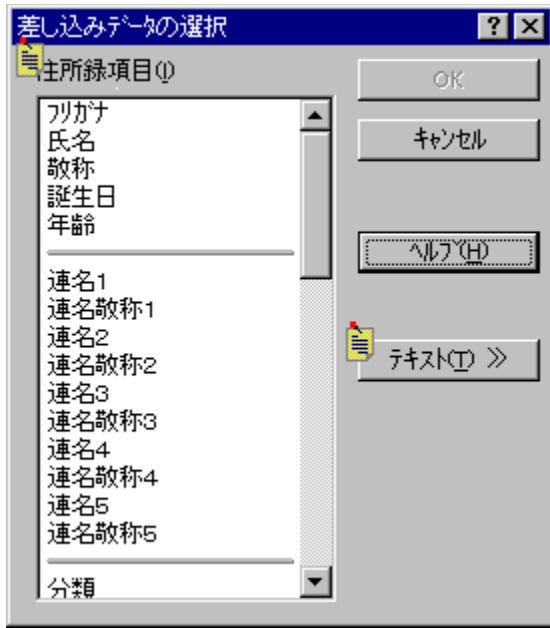 差し込みﾃﾞｰﾀの選択
住所録項目(I)
OK
ﾌﾘｶﾞﾅ
氏名
敬称
誕生日
年齢
連名1
連名敬称1
連名2
連名敬称2
連名3
連名敬称3
連名4
連名敬称4
連名5
連名敬称5
分類
ｷｬﾝｾﾙ
ﾍﾙﾌﾟ(H)
ﾃｷｽﾄ(T) ≫